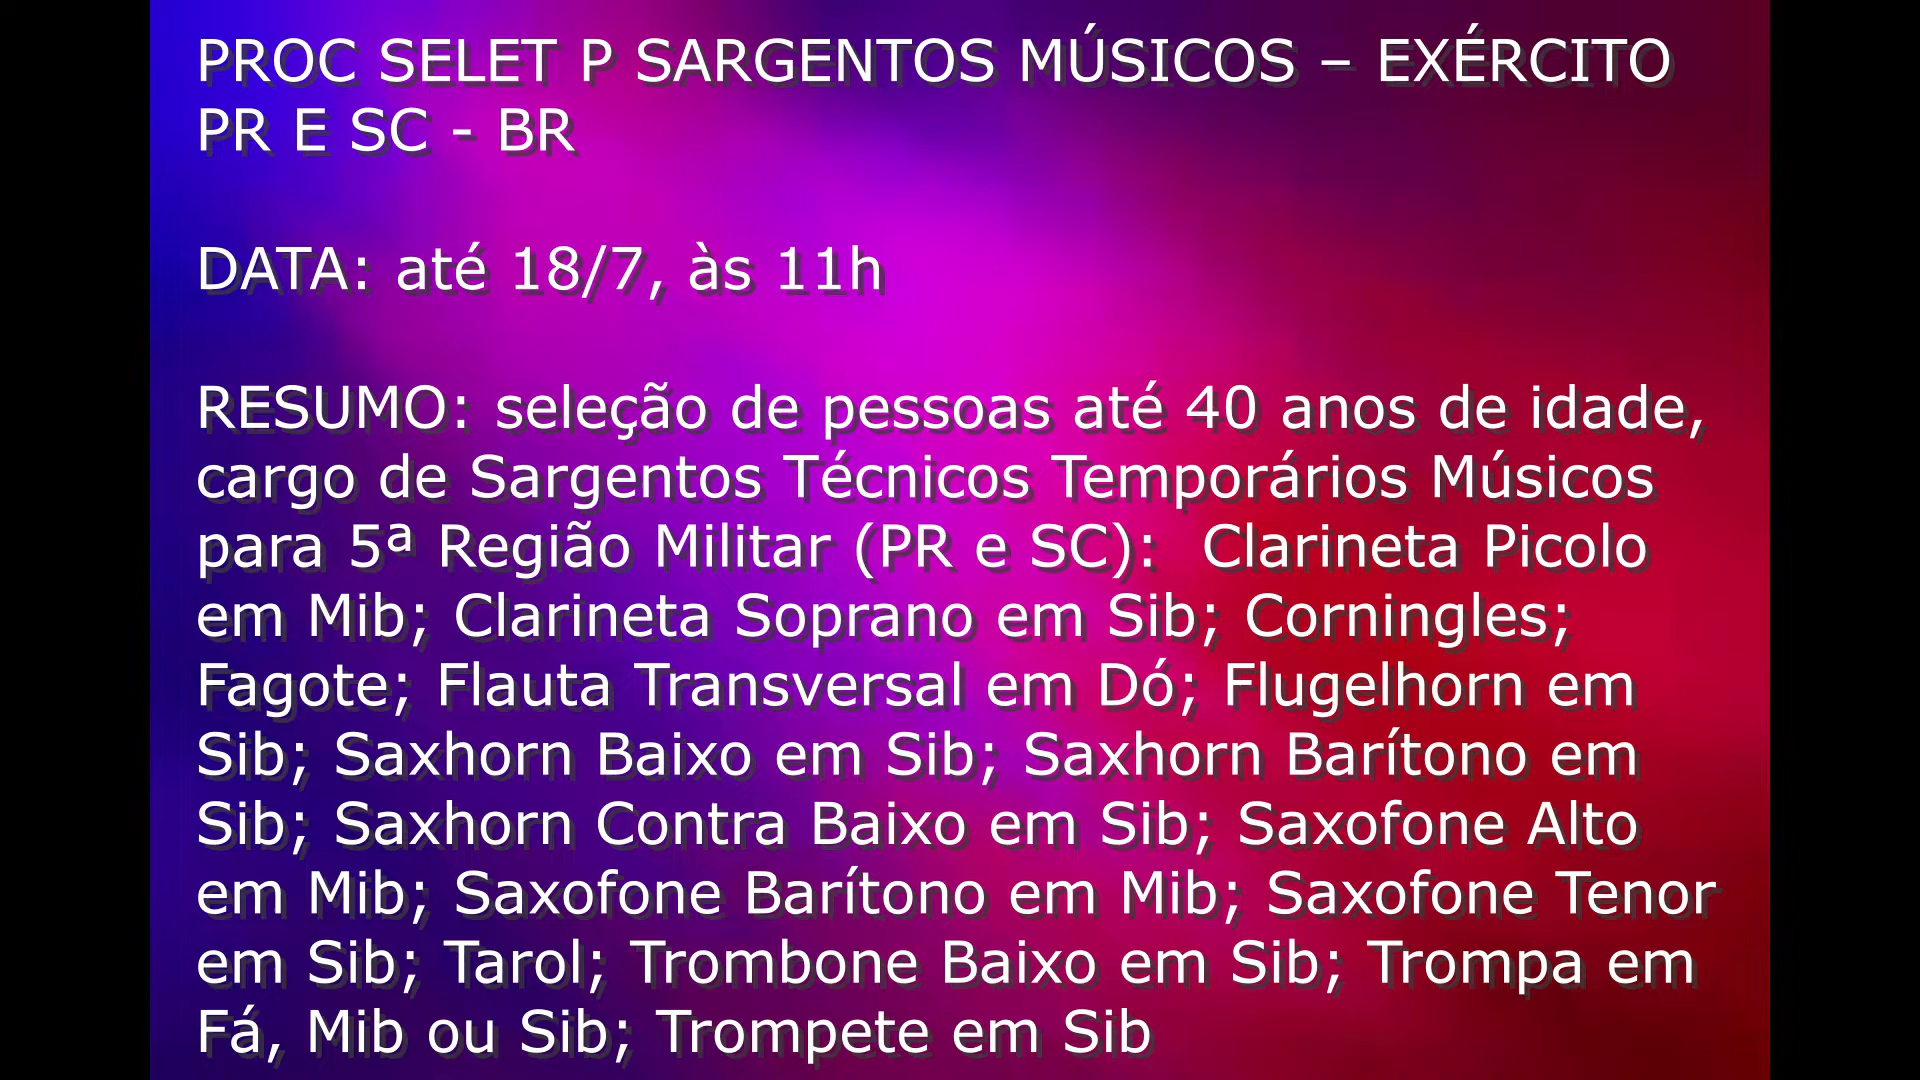 PROC SELET P SARGENTOS MÚSICOS – EXÉRCITO
PR E SC - BR
DATA: até 18/7, às 11h
RESUMO: seleção de pessoas até 40 anos de idade,
cargo de Sargentos Técnicos Temporários Músicos
para 5ª Região Militar (PR e SC):  Clarineta Picolo
em Mib; Clarineta Soprano em Sib; Corningles;
Fagote; Flauta Transversal em Dó; Flugelhorn em
Sib; Saxhorn Baixo em Sib; Saxhorn Barítono em
Sib; Saxhorn Contra Baixo em Sib; Saxofone Alto
em Mib; Saxofone Barítono em Mib; Saxofone Tenor
em Sib; Tarol; Trombone Baixo em Sib; Trompa em
Fá, Mib ou Sib; Trompete em Sib